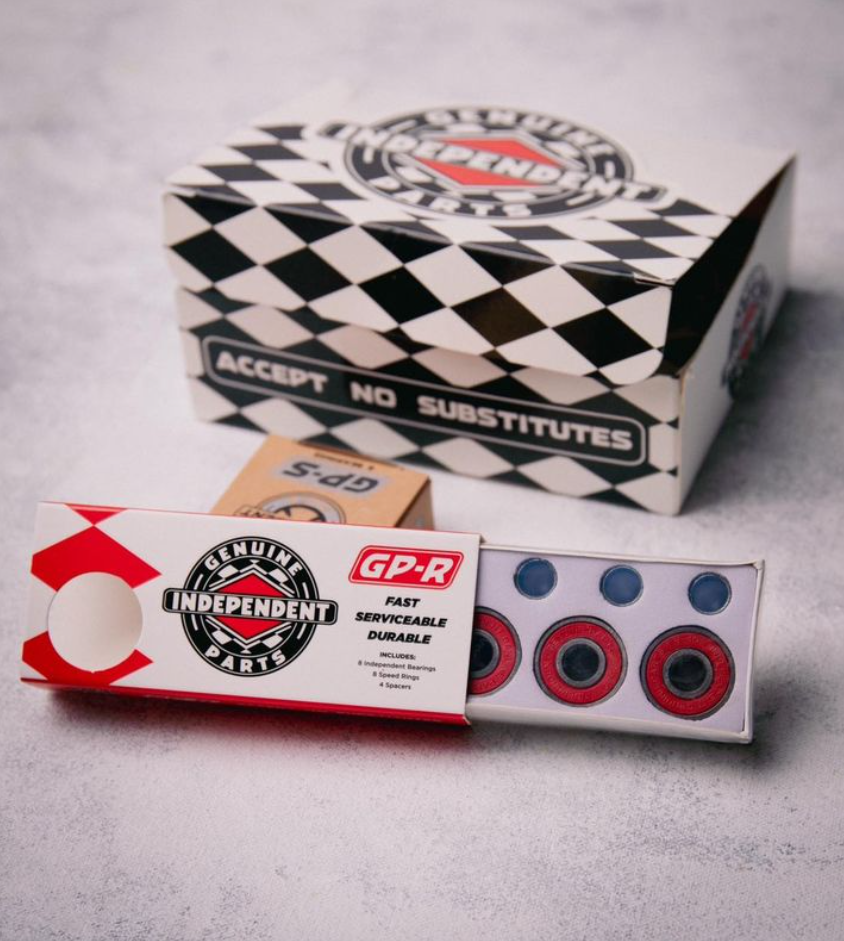 GENUINE
INDEPENDENT
PARTS
ACCEPT NO SUBSTITUTES
GP-S
GENUINE
INDEPENDENT
PARTS
GP-R
FAST
SERVICEABLE
DURABLE
INCLUDES:
8 Independent Bearings
8 Speed Rings
4 Spacers